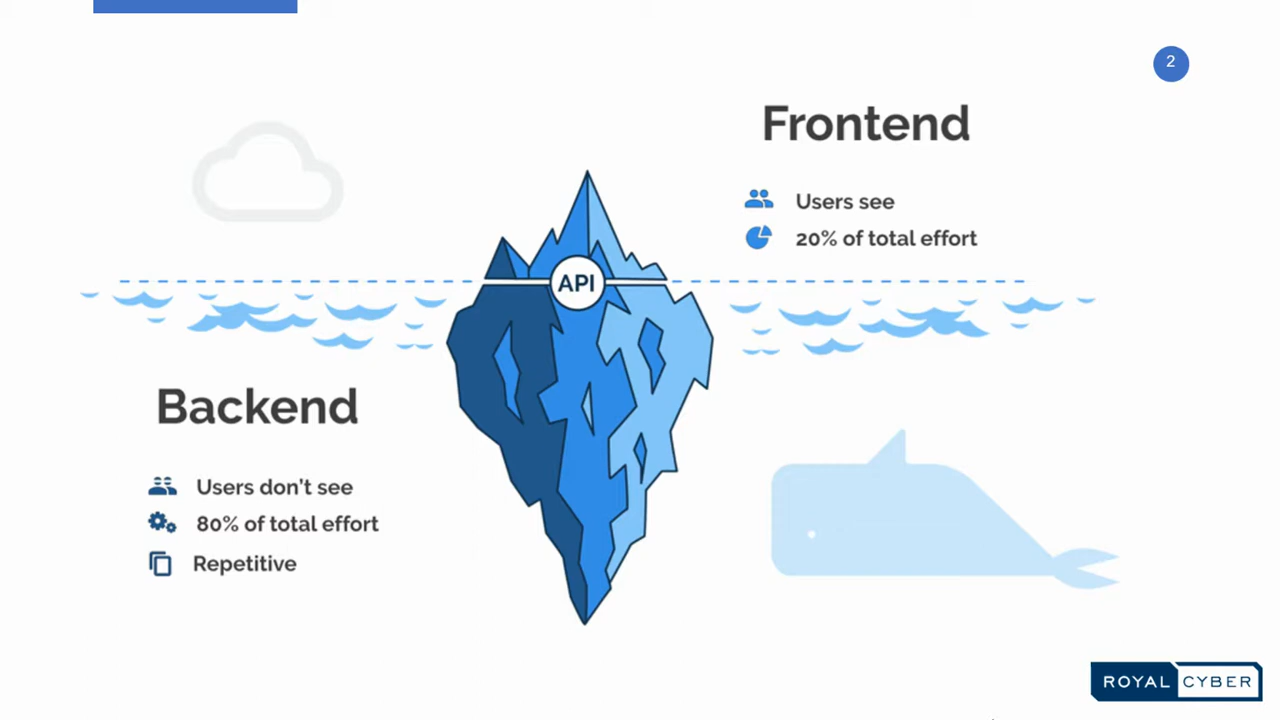 2
Frontend
Users see
20% of total effort
API
Backend
Users don't see
80% of total effort
Repetitive
ROYAL CYBER